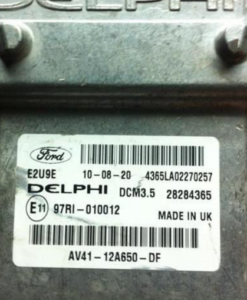 DELPHI
Ford
E2U9E 10-08-20 4365LA02270257
DELPHI DCM3.5 28284365
E11 97RI-010012 MADE IN UK
AV41-12A650-DF